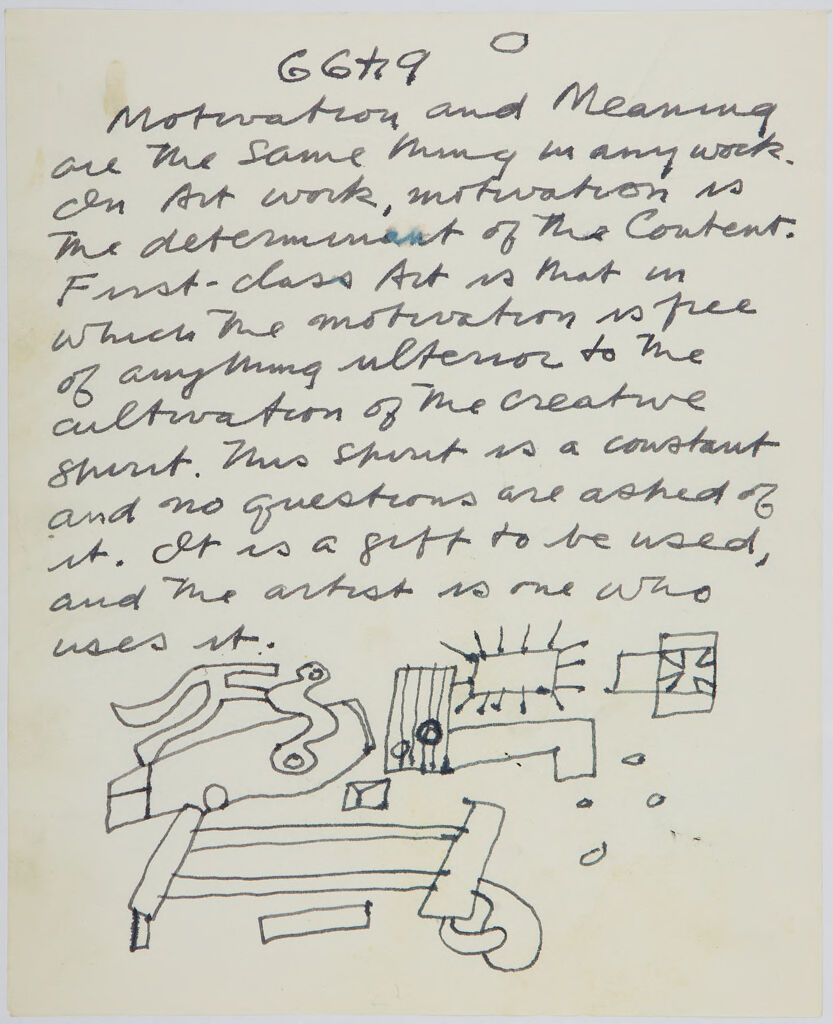 66th9
Motivation and Meaning
are the same thing in any work.
In Art work, motivation is
the determinant of the Content.
First-class Art is that in
which the motivation is free
of anything ulterior to the
cultivation of the creative
spirit. This spirit is a constant
and no questions are asked of
it. It is a gift to be used,
and the artist is one who
uses it.